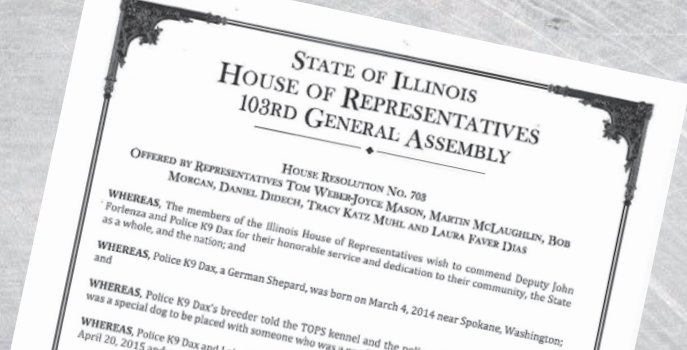 STATE OF ILLINOIS
HOUSE OF REPRESENTATIVES
103RD GENERAL ASSEMBLY
HOUSE RESOLUTION NO. 703
OFFERED BY REPRESENTATIVES TOM WEBER-JOYCE MASON, MARTIN MCLAUGHLIN, BOB
MORGAN, DANIEL DIDECH, TRACY KATZ MUHL AND LAURA FAVER DIAS
WHEREAS, The members of the Illinois House of Representatives wish to commend Deputy John
Forlenza and Police K9 Dax for their honorable service and dedication to their community, the State
as a whole, and the nation; and
WHEREAS, Police K9 Dax, a German Shepard, was born on March 4, 2014 near Spokane, Washington;
and
WHEREAS, Police K9 Dax's breeder told the TOPS kennel and the
was a special dog to be placed with someone who was a
WHEREAS, Police K9 Dax and
April 20, 2015 and